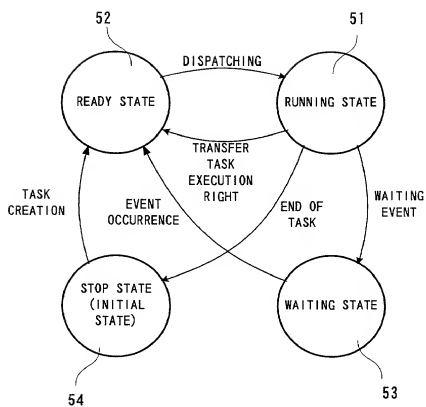 52
51
DISPATCHING
READY STATE
RUNNING STATE
TRANSFER
TASK
EXECUTION
RIGHT
TASK
CREATION
EVENT
OCCURRENCE
END OF
TASK
WAITING
EVENT
STOP STATE
(INITIAL
STATE)
WAITING STATE
54
53